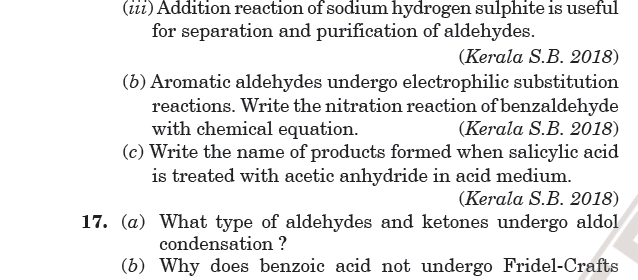 (iii) Addition reaction of sodium hydrogen sulphite is useful
for separation and purification of aldehydes.
(Kerala S.B. 2018)
(b) Aromatic aldehydes undergo electrophilic substitution
reactions. Write the nitration reaction of benzaldehyde
with chemical equation. (Kerala S.B. 2018)
(c) Write the name of products formed when salicylic acid
is treated with acetic anhydride in acid medium.
(Kerala S.B. 2018)
17. (a) What type of aldehydes and ketones undergo aldol
condensation ?
(b) Why does benzoic acid not undergo Fridel-Crafts